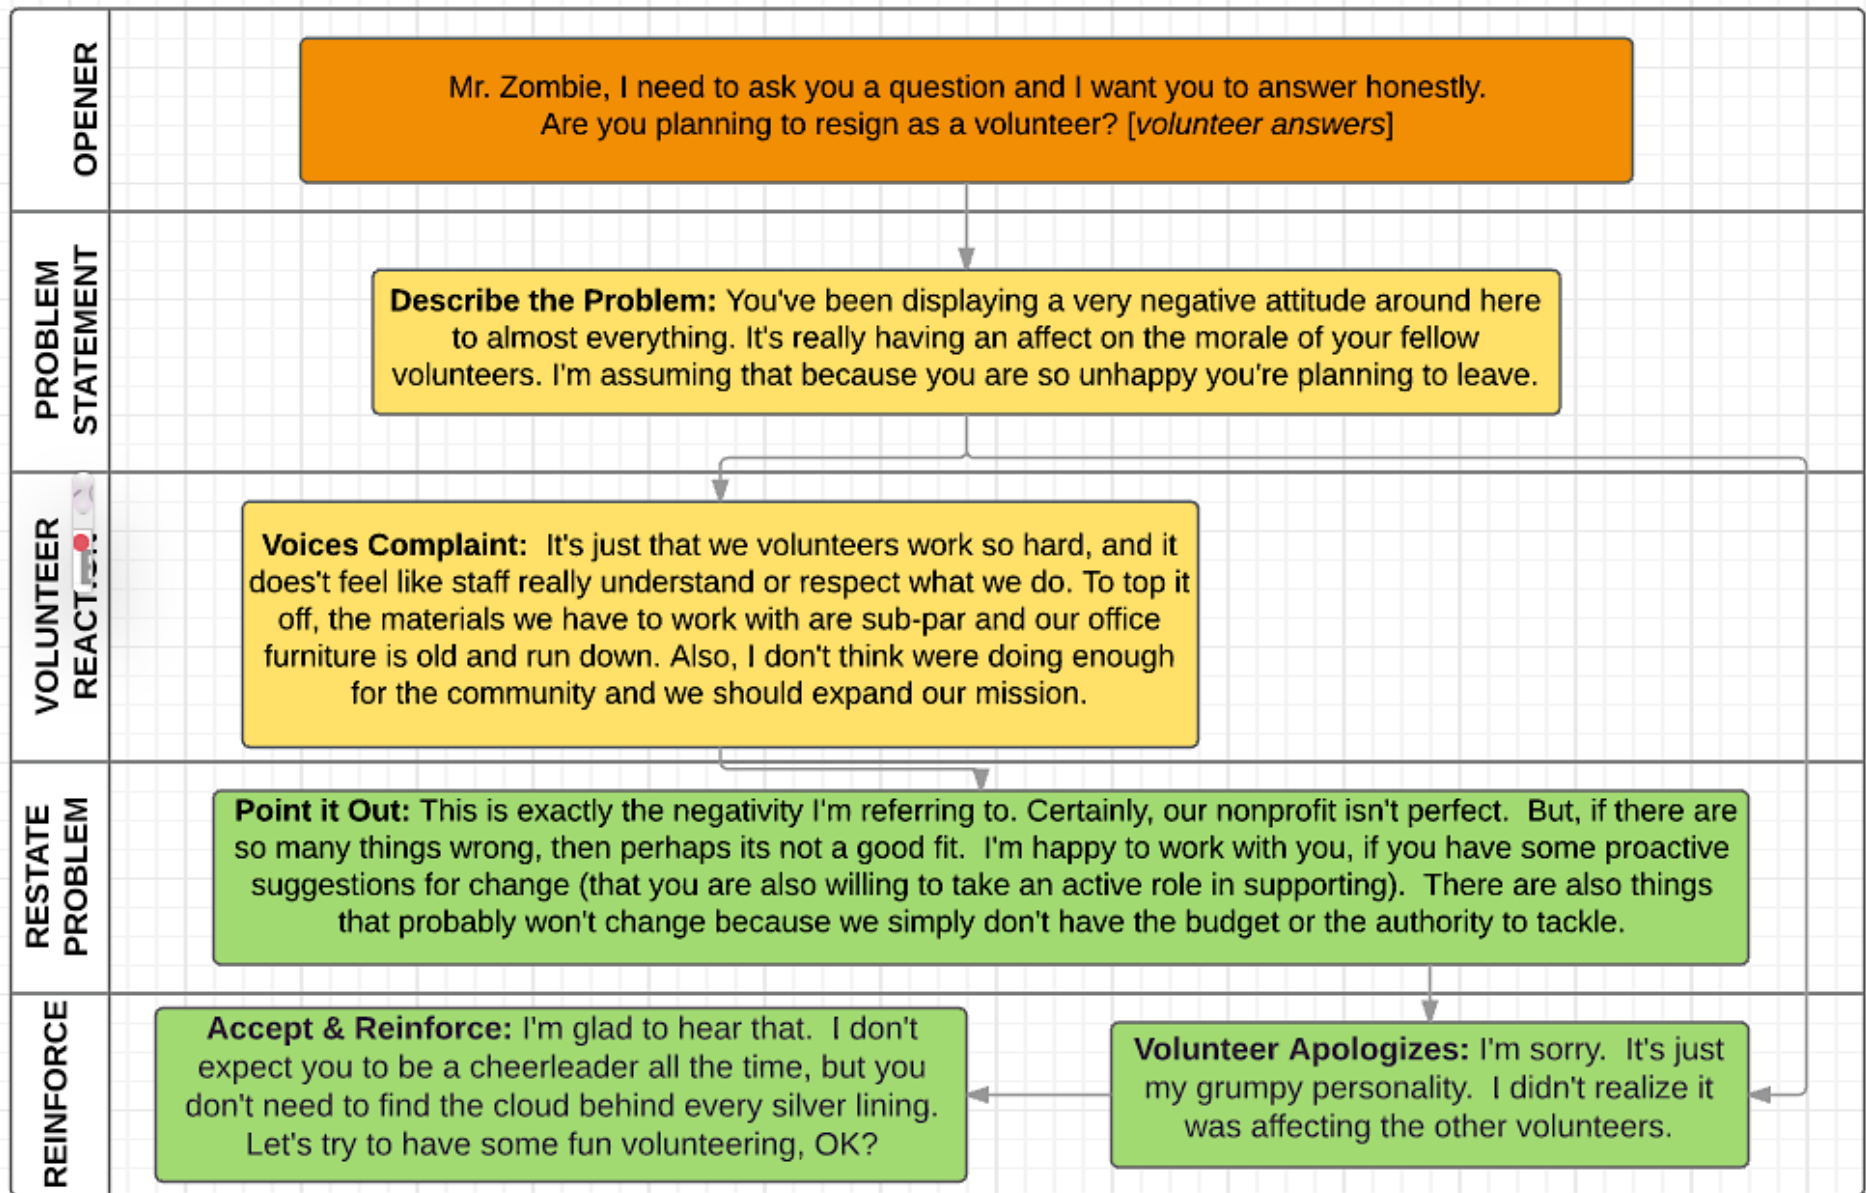 OPENER
Mr. Zombie, I need to ask you a question and I want you to answer honestly.
Are you planning to resign as a volunteer? [volunteer answers]
PROBLEM
STATEMENT
Describe the Problem: You've been displaying a very negative attitude around here
to almost everything. It's really having an affect on the morale of your fellow
volunteers. I'm assuming that because you are so unhappy you're planning to leave.
VOLUNTEER
Voices Complaint:  It's just that we volunteers work so hard, and it
does't feel like staff really understand or respect what we do. To top it
off, the materials we have to work with are sub-par and our office
furniture is old and run down. Also, I don't think were doing enough
for the community and we should expand our mission.
RESTATE
PROBLEM
Point it Out: This is exactly the negativity I'm referring to. Certainly, our nonprofit isn't perfect.  But, if there are
so many things wrong, then perhaps its not a good fit.  I'm happy to work with you, if you have some proactive
suggestions for change (that you are also willing to take an active role in supporting).  There are also things
that probably won't change because we simply don't have the budget or the authority to tackle.
REINFORCE
Accept & Reinforce: I'm glad to hear that.  I don't
expect you to be a cheerleader all the time, but you
don't need to find the cloud behind every silver lining.
Let's try to have some fun volunteering, OK?
Volunteer Apologizes: I'm sorry.  It's just
my grumpy personality.  I didn't realize it
was affecting the other volunteers.